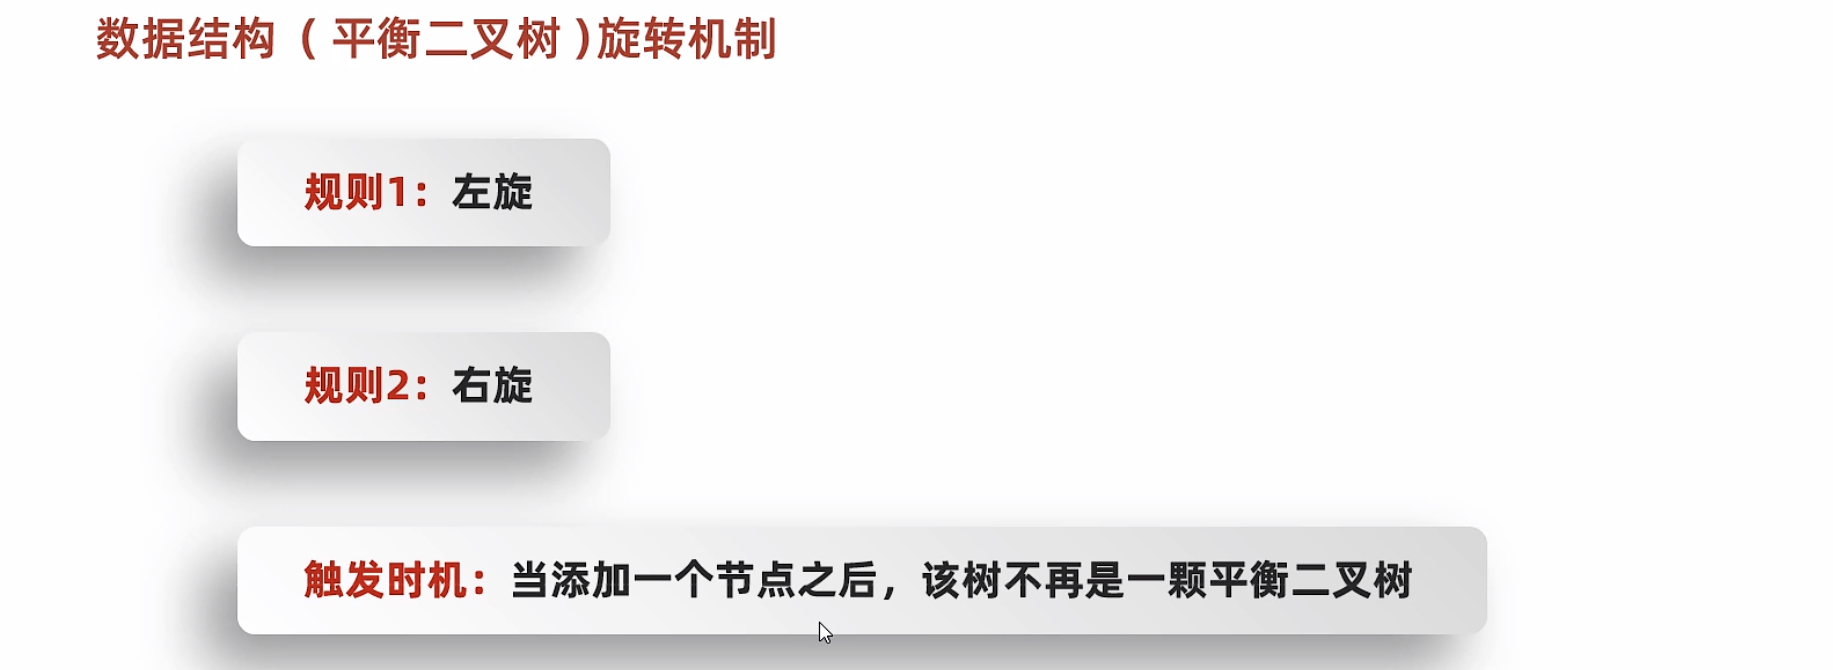 数据结构（平衡二叉树）旋转机制
规则1：左旋
规则2：右旋
触发时机：当添加一个节点之后，该树不再是一颗平衡二叉树